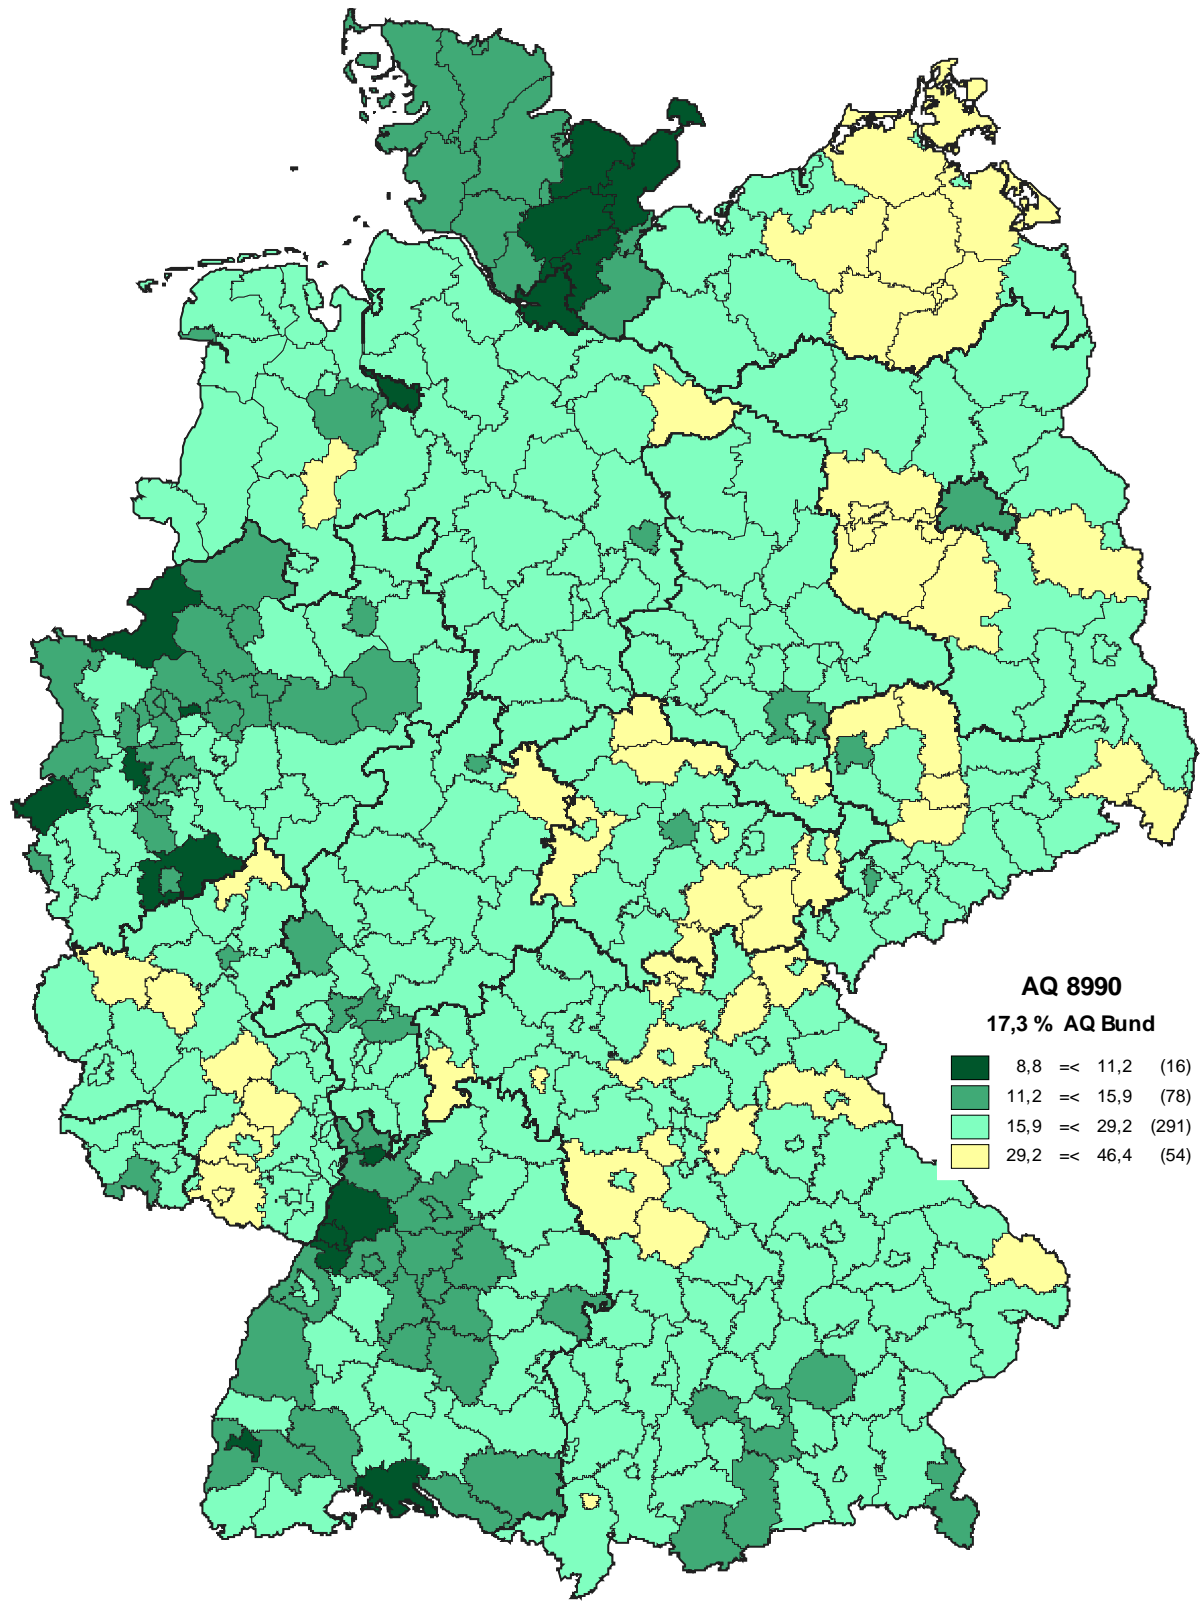 AQ 8990
17,3 % AQ Bund
8,8 =< 11,2 (16)
11,2 =< 15,9 (78)
15,9 =< 29,2 (291)
29,2 =< 46,4 (54)